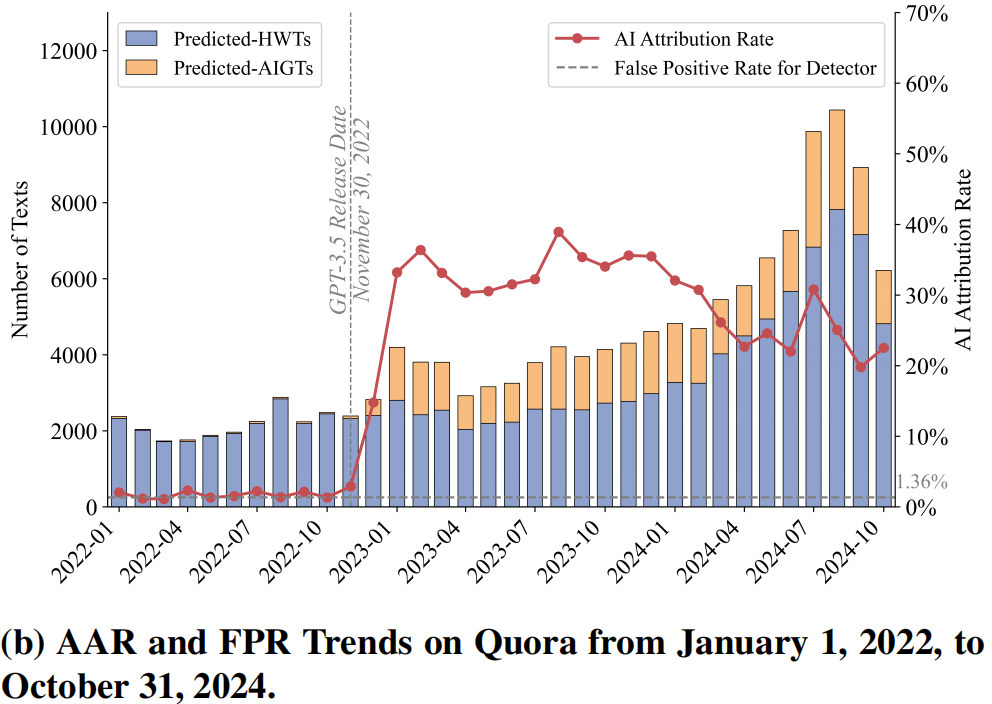 Predicted-HWTs
Predicted-AIGTs
AI Attribution Rate
False Positive Rate for Detector
GPT-3.5 Release Date
November 30, 2022
Number of Texts
12000
10000
8000
6000
4000
2000
0
70%
60%
50%
40%
30%
20%
10%
1.36%
0%
AI Attribution Rate
2022-01
2022-04
2022-07
2022-10
2023-01
2023-04
2023-07
2023-10
2024-01
2024-04
2024-07
2024-10
(b) AAR and FPR Trends on Quora from January 1, 2022, to
October 31, 2024.